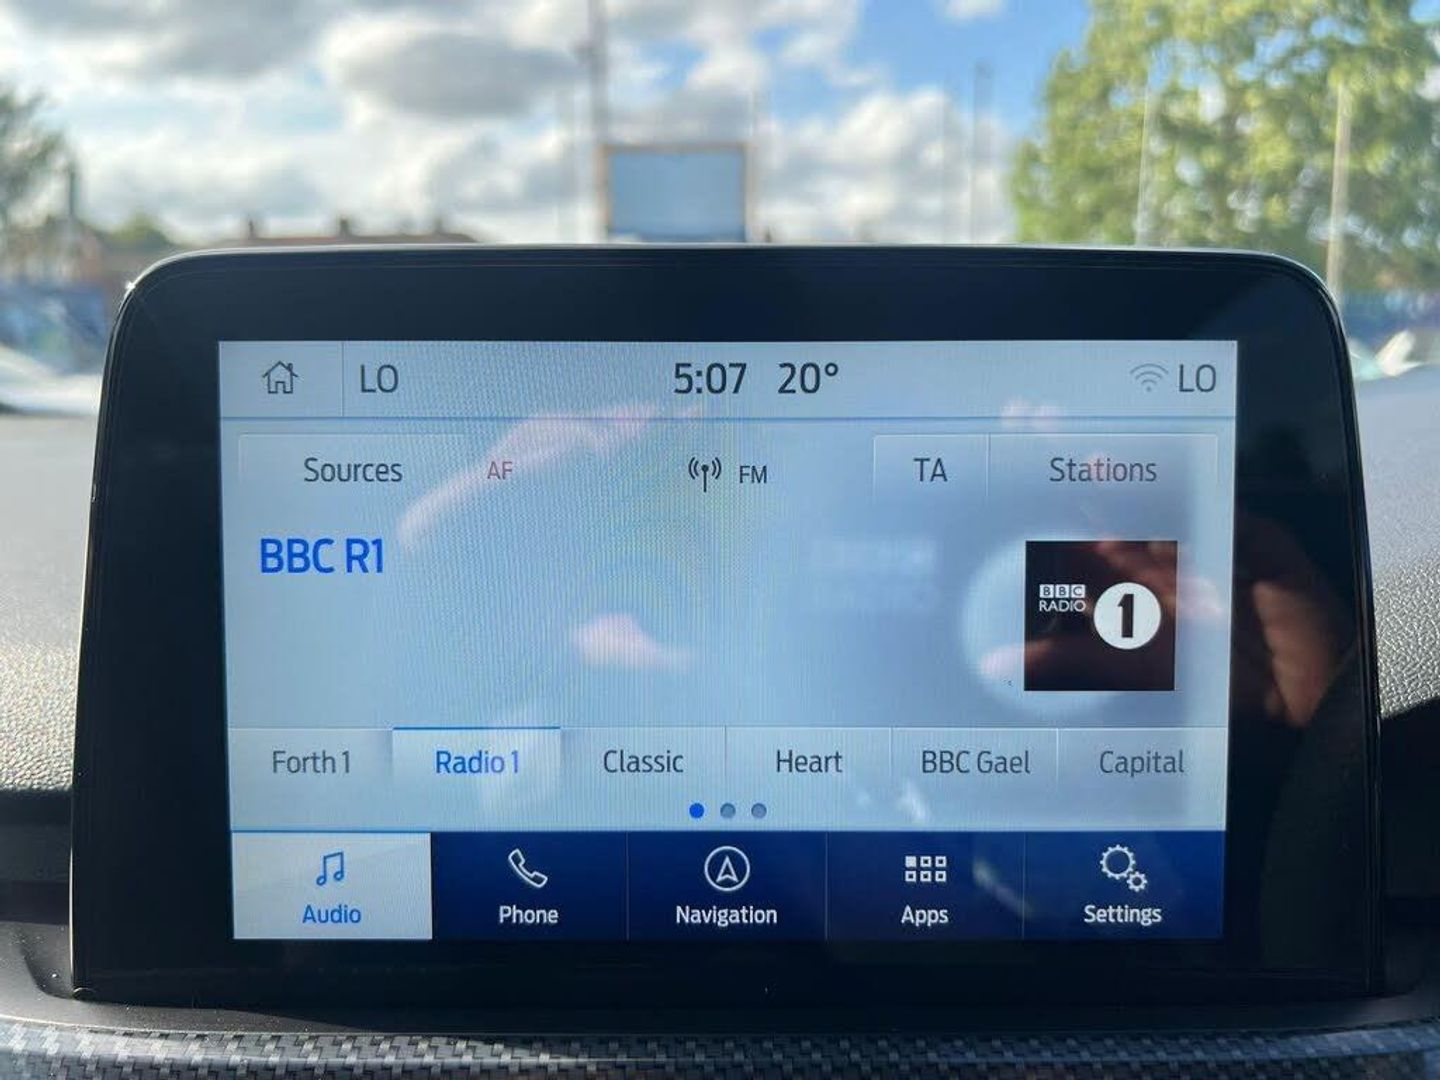 LO 5:07 20° LO
Sources AF FM TA Stations
BBC R1
BBC
RADIO 1
Forth 1 Radio 1 Classic Heart BBC Gael Capital
Audio Phone Navigation Apps Settings